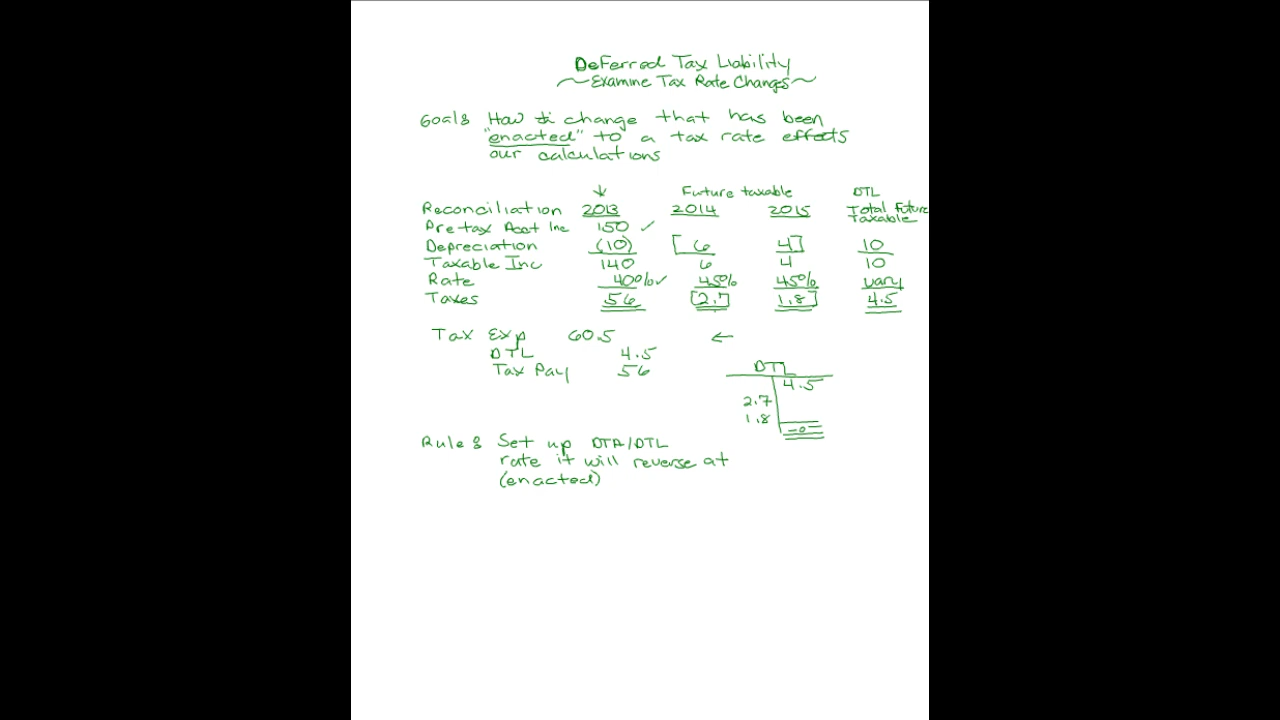 Deferred Tax Liability
~Examine Tax Rate Changes~
Goal: How a change that has been
"enacted" to a tax rate effects
our calculations
↓ Future taxable DTL
Reconciliation 2013 2014 2015 Total Future Taxable
Pretax Acct Inc 150 ✓
Depreciation (10) [6 4] 10
Taxable Inc 140 6 4 10
Rate 40% ✓ 45% 45% vary
Taxes 56 [2.7 1.8] 4.5
Tax Exp 60.5 ←
DTL 4.5
Tax Pay 56
DTL
4.5
2.7
1.8
-0-
Rule: Set up DTA/DTL
rate it will reverse at
(enacted)